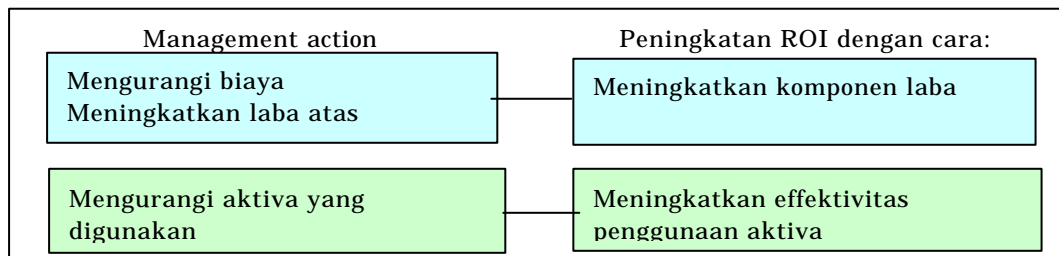 Management action
Peningkatan ROI dengan cara:
Mengurangi biaya
Meningkatkan laba atas
Meningkatkan komponen laba
Mengurangi aktiva yang
digunakan
Meningkatkan effektivitas
penggunaan aktiva